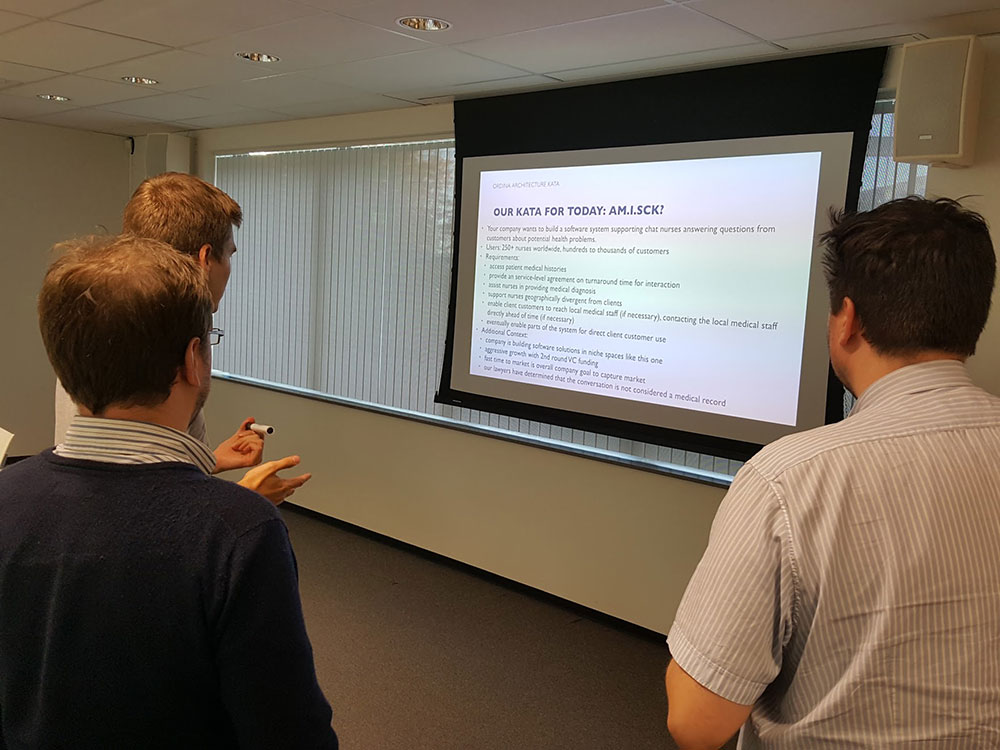 ORDINA ARCHITECTURE KATA
OUR KATA FOR TODAY: AM.I.SCK?
• Your company wants to build a software system supporting chat nurses answering questions from
customers about potential health problems.
• Users: 250+ nurses worldwide, hundreds to thousands of customers
• Requirements:
• access patient medical histories
• provide an service-level agreement on turnaround time for interaction
• assist nurses in providing medical diagnosis
• support nurses geographically divergent from clients
• enable client customers to reach local medical staff (if necessary), contacting the local medical staff
directly ahead of time (if necessary)
• eventually enable parts of the system for direct client customer use
• Additional Context:
• company is building software solutions in niche spaces like this one
• aggressive growth with 2nd round VC funding
• fast time to market is overall company goal to capture market
• our lawyers have determined that the conversation is not considered a medical record